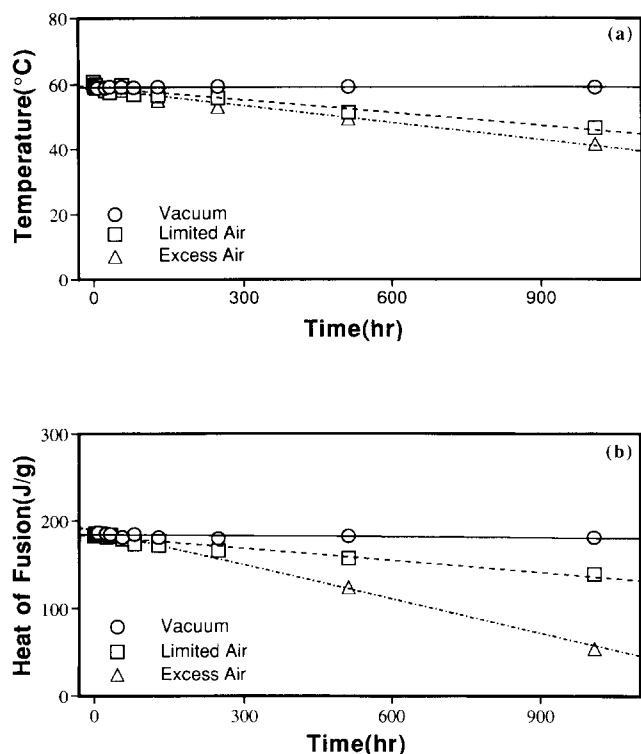 (a)
Temperature(°C)
80
60
40
20
0
Vacuum
Limited Air
Excess Air
0
300
600
900
Time(hr)
(b)
Heat of Fusion(J/g)
300
200
100
0
Vacuum
Limited Air
Excess Air
0
300
600
900
Time(hr)